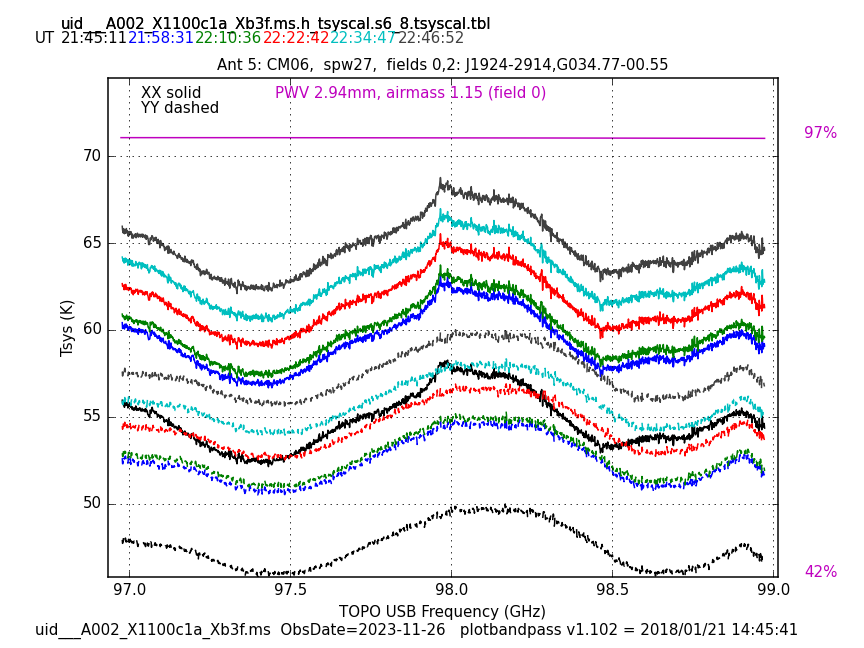 uid___A002_X1100c1a_Xb3f.ms.h_tsyscal.s6_8.tsyscal.tbl
UT 21:45:11 21:58:31 22:10:36 22:22:42 22:34:47 22:46:52
Ant 5: CM06, spw27, fields 0,2: J1924-2914,G034.77-00.55
XX solid PWV 2.94mm, airmass 1.15 (field 0)
YY dashed
97%
70
65
60
55
50
Tsys (K)
42%
97.0 97.5 98.0 98.5 99.0
TOPO USB Frequency (GHz)
uid___A002_X1100c1a_Xb3f.ms ObsDate=2023-11-26 plotbandpass v1.102 = 2018/01/21 14:45:41